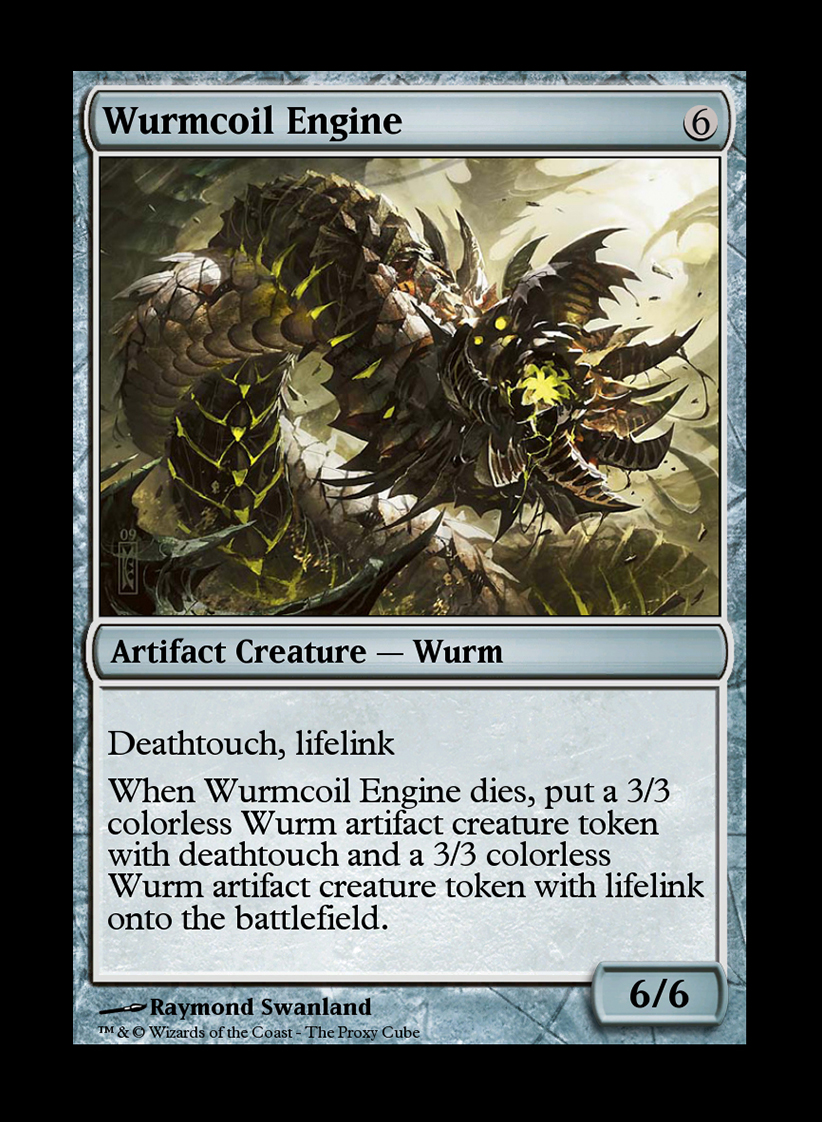 Wurmcoil Engine 6
09
Artifact Creature — Wurm
Deathtouch, lifelink
When Wurmcoil Engine dies, put a 3/3
colorless Wurm artifact creature token
with deathtouch and a 3/3 colorless
Wurm artifact creature token with lifelink
onto the battlefield.
6/6
Raymond Swanland
™ & © Wizards of the Coast - The Proxy Cube